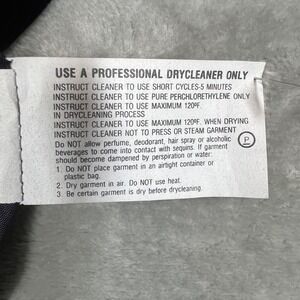 USE A PROFESSIONAL DRYCLEANER ONLY
INSTRUCT CLEANER TO USE SHORT CYCLES-5 MINUTES
INSTRUCT CLEANER TO USE PURE PERCHLORETHYLENE ONLY
INSTRUCT CLEANER TO USE MAXIMUM 120ºF.
IN DRYCLEANING PROCESS
INSTRUCT CLEANER TO USE MAXIMUM 120ºF. WHEN DRYING
INSTRUCT CLEANER NOT TO PRESS OR STEAM GARMENT
Do NOT allow perfume, deodorant, hair spray or alcoholic
beverages to come into contact with sequins. If garment
should become dampened by perspiration or water:
1. Do NOT place garment in an airtight container or
plastic bag.
2. Dry garment in air. Do NOT use heat.
3. Be certain garment is dry before drycleaning.
P